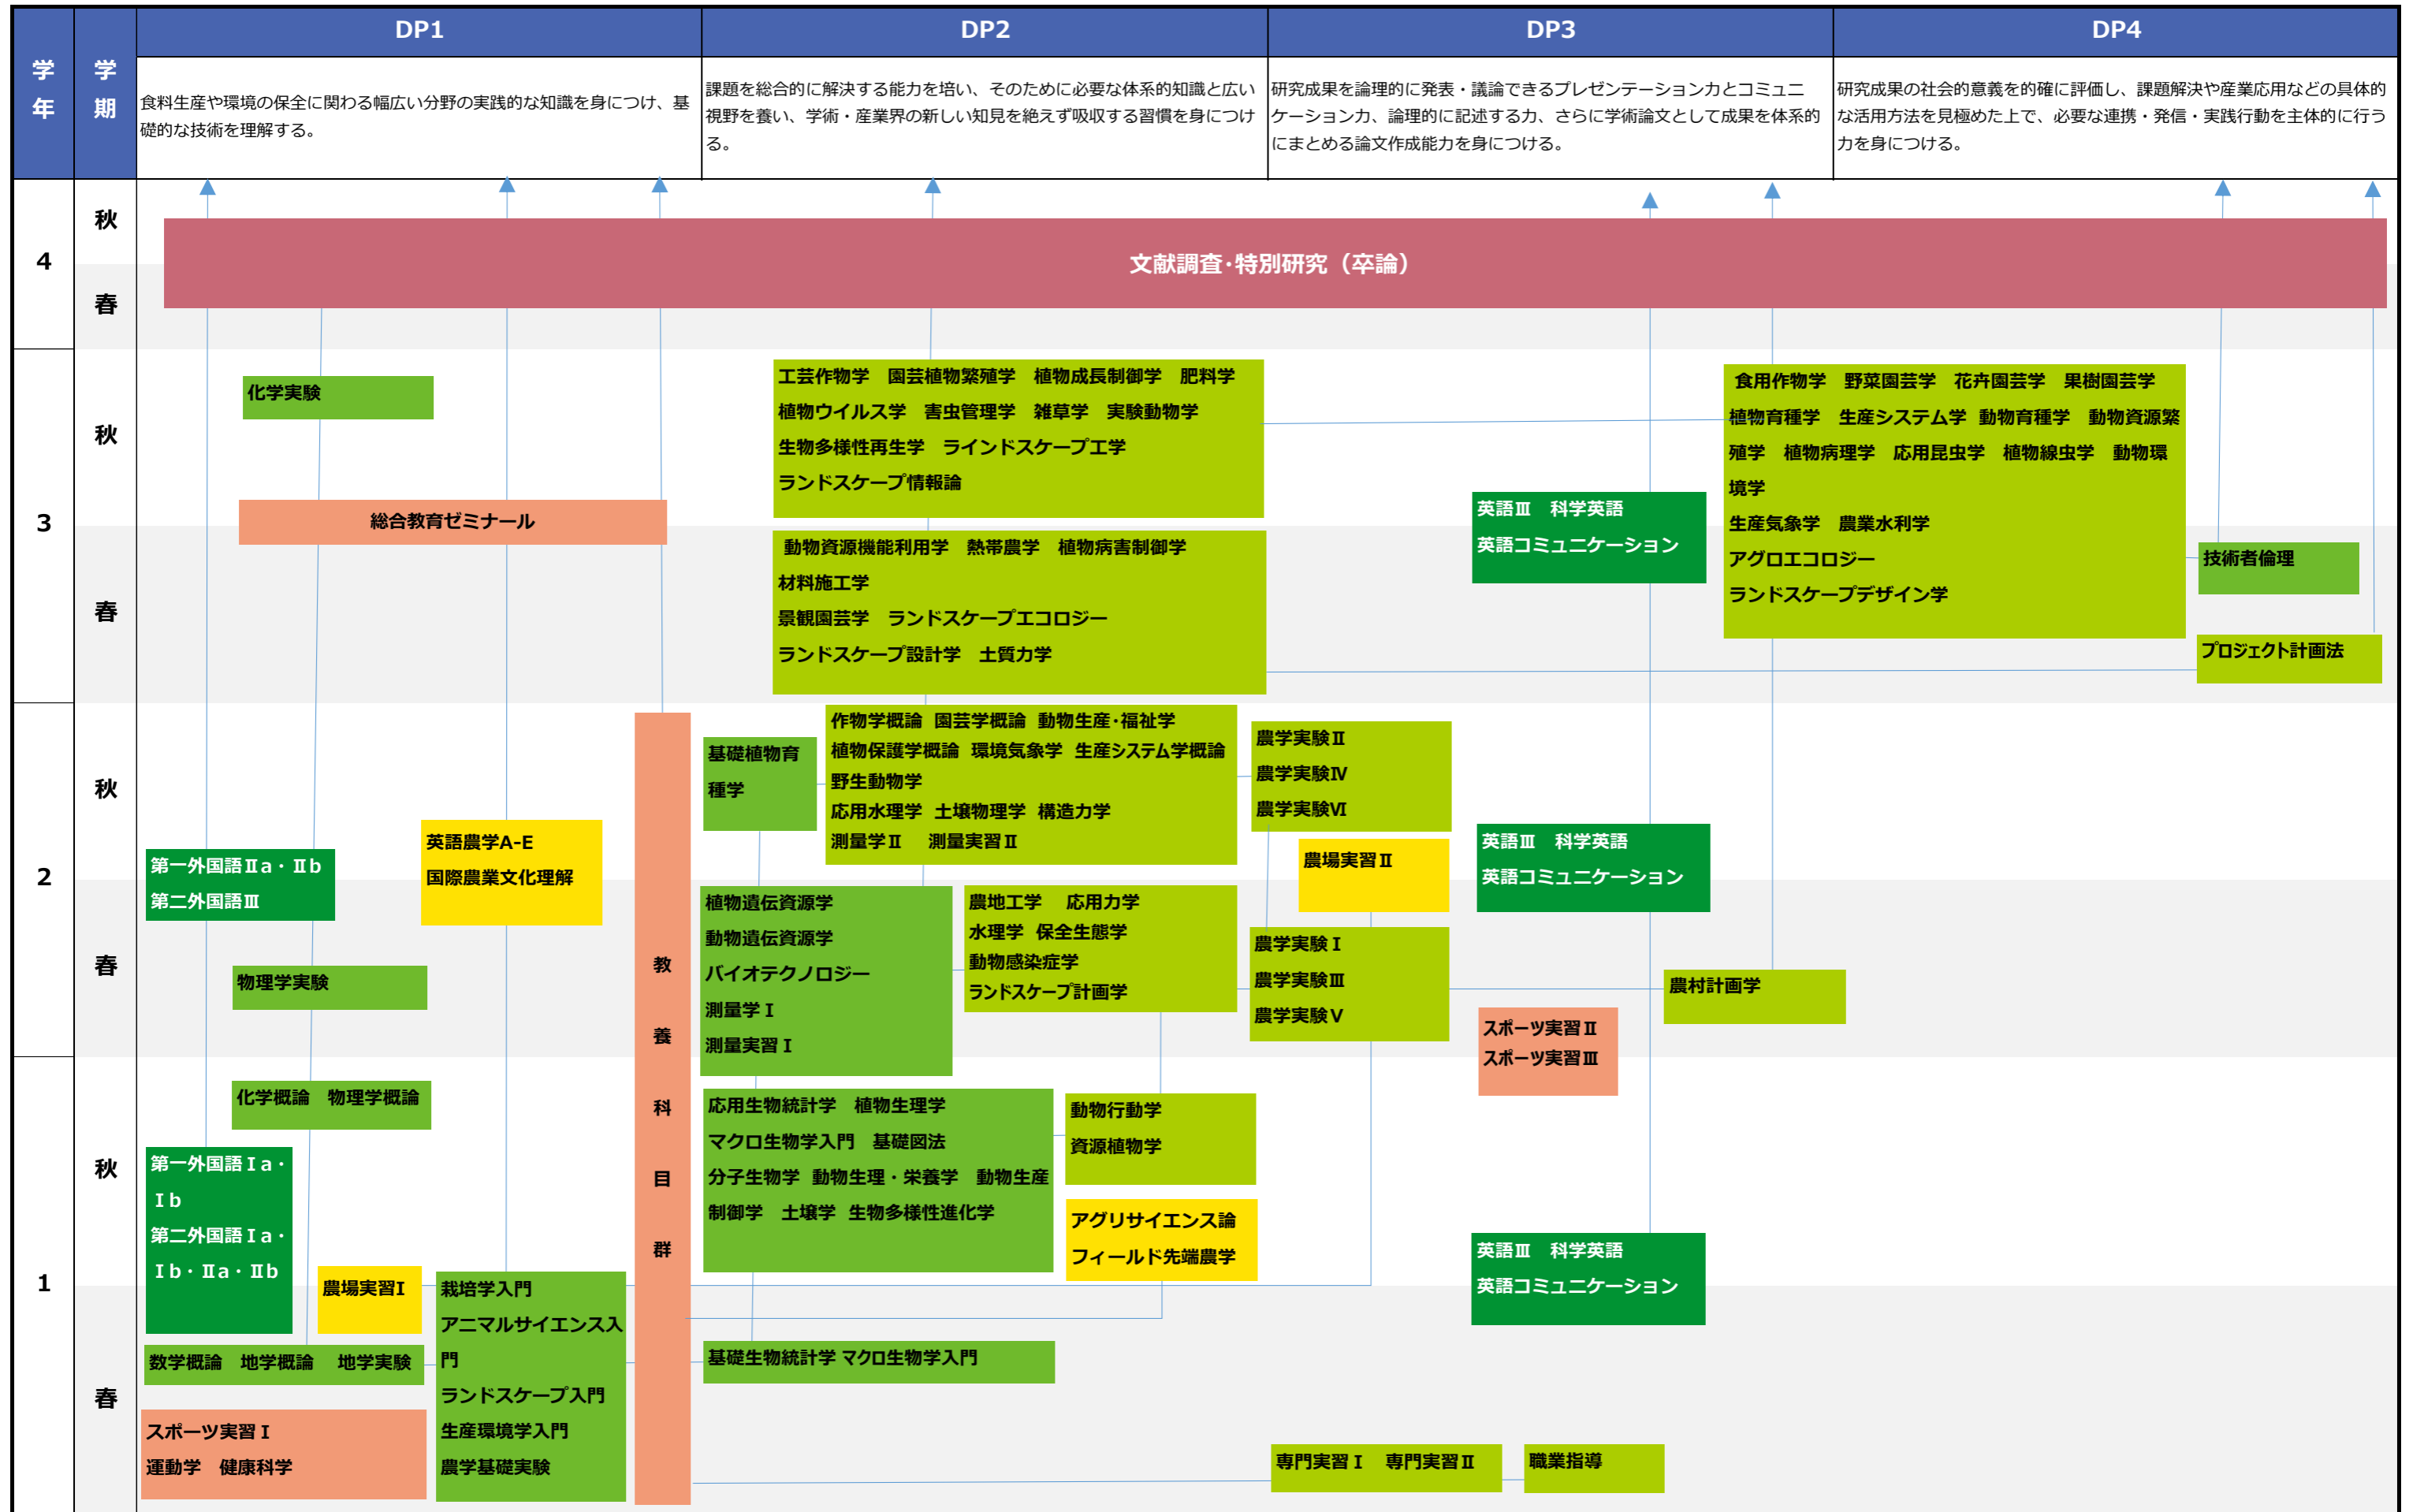 学年
学期
DP1
DP2
DP3
DP4
食料生産や環境の保全に関わる幅広い分野の実践的な知識を身につけ、基
礎的な技術を理解する。
課題を総合的に解決する能力を培い、そのために必要な体系的知識と広い
視野を養い、学術・産業界の新しい知見を絶えず吸収する習慣を身につけ
る。
研究成果を論理的に発表・議論できるプレゼンテーション力とコミュニ
ケーション力、論理的に記述する力、さらに学術論文として成果を体系的
にまとめる論文作成能力を身につける。
研究成果の社会的意義を的確に評価し、課題解決や産業応用などの具体的
な活用方法を見極めた上で、必要な連携・発信・実践行動を主体的に行う
力を身につける。
4
秋
春
文献調査・特別研究（卒論）
3
秋
春
化学実験
総合教育ゼミナール
工芸作物学　園芸植物繁殖学　植物成長制御学　肥料学
植物ウイルス学　害虫管理学　雑草学　実験動物学
生物多様性再生学　ラインドスケープ工学
ランドスケープ情報論
動物資源機能利用学　熱帯農学　植物病害制御学
材料施工学
景観園芸学　ランドスケープエコロジー
ランドスケープ設計学　土質力学
英語Ⅲ　科学英語
英語コミュニケーション
食用作物学　野菜園芸学　花卉園芸学　果樹園芸学
植物育種学　生産システム学　動物育種学　動物資源繁
殖学　植物病理学　応用昆虫学　植物線虫学　動物環
境学
生産気象学　農業水利学
アグロエコロジー
ランドスケープデザイン学
技術者倫理
プロジェクト計画法
2
秋
春
第一外国語Ⅱa・Ⅱb
第二外国語Ⅲ
英語農学A-E
国際農業文化理解
物理学実験
教養科目群
基礎植物育
種学
作物学概論　園芸学概論　動物生産・福祉学
植物保護学概論　環境気象学　生産システム学概論
野生動物学
応用水理学　土壌物理学　構造力学
測量学Ⅱ　測量実習Ⅱ
植物遺伝資源学
動物遺伝資源学
バイオテクノロジー
測量学Ⅰ
測量実習Ⅰ
農地工学　応用力学
水理学　保全生態学
動物感染症学
ランドスケープ計画学
農学実験Ⅱ
農学実験Ⅳ
農学実験Ⅵ
農場実習Ⅱ
農学実験Ⅰ
農学実験Ⅲ
農学実験Ⅴ
英語Ⅲ　科学英語
英語コミュニケーション
スポーツ実習Ⅱ
スポーツ実習Ⅲ
農村計画学
1
秋
春
化学概論　物理学概論
第一外国語Ⅰa・
Ⅰb
第二外国語Ⅰa・
Ⅰb・Ⅱa・Ⅱb
農場実習Ⅰ
数学概論　地学概論　地学実験
スポーツ実習Ⅰ
運動学　健康科学
栽培学入門
アニマルサイエンス入
門
ランドスケープ入門
生産環境学入門
農学基礎実験
応用生物統計学　植物生理学
マクロ生物学入門　基礎図法
分子生物学　動物生理・栄養学　動物生産
制御学　土壌学　生物多様性進化学
動物行動学
資源植物学
アグリサイエンス論
フィールド先端農学
基礎生物統計学 マクロ生物学入門
英語Ⅲ　科学英語
英語コミュニケーション
専門実習Ⅰ　専門実習Ⅱ
職業指導